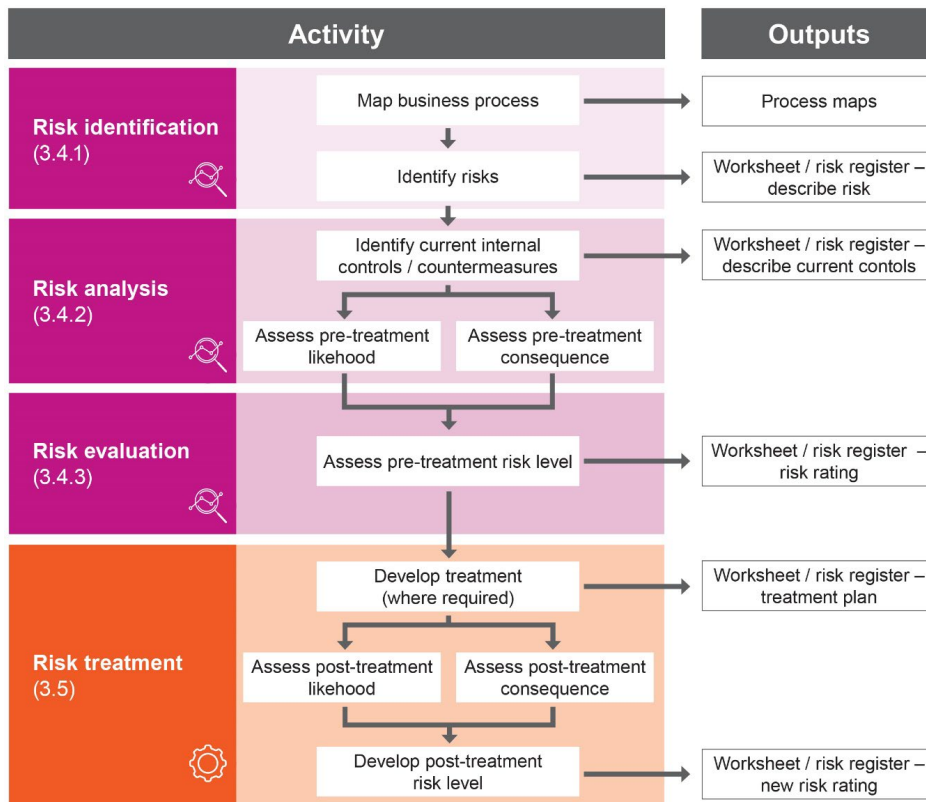 Activity
Outputs
Risk identification
(3.4.1)
Map business process
Process maps
Identify risks
Worksheet / risk register –
describe risk
Risk analysis
(3.4.2)
Identify current internal
controls / countermeasures
Worksheet / risk register –
describe current contols
Assess pre-treatment
likehood
Assess pre-treatment
consequence
Risk evaluation
(3.4.3)
Assess pre-treatment risk level
Worksheet / risk register –
risk rating
Risk treatment
(3.5)
Develop treatment
(where required)
Worksheet / risk register –
treatment plan
Assess post-treatment
likehood
Assess post-treatment
consequence
Develop post-treatment
risk level
Worksheet / risk register –
new risk rating